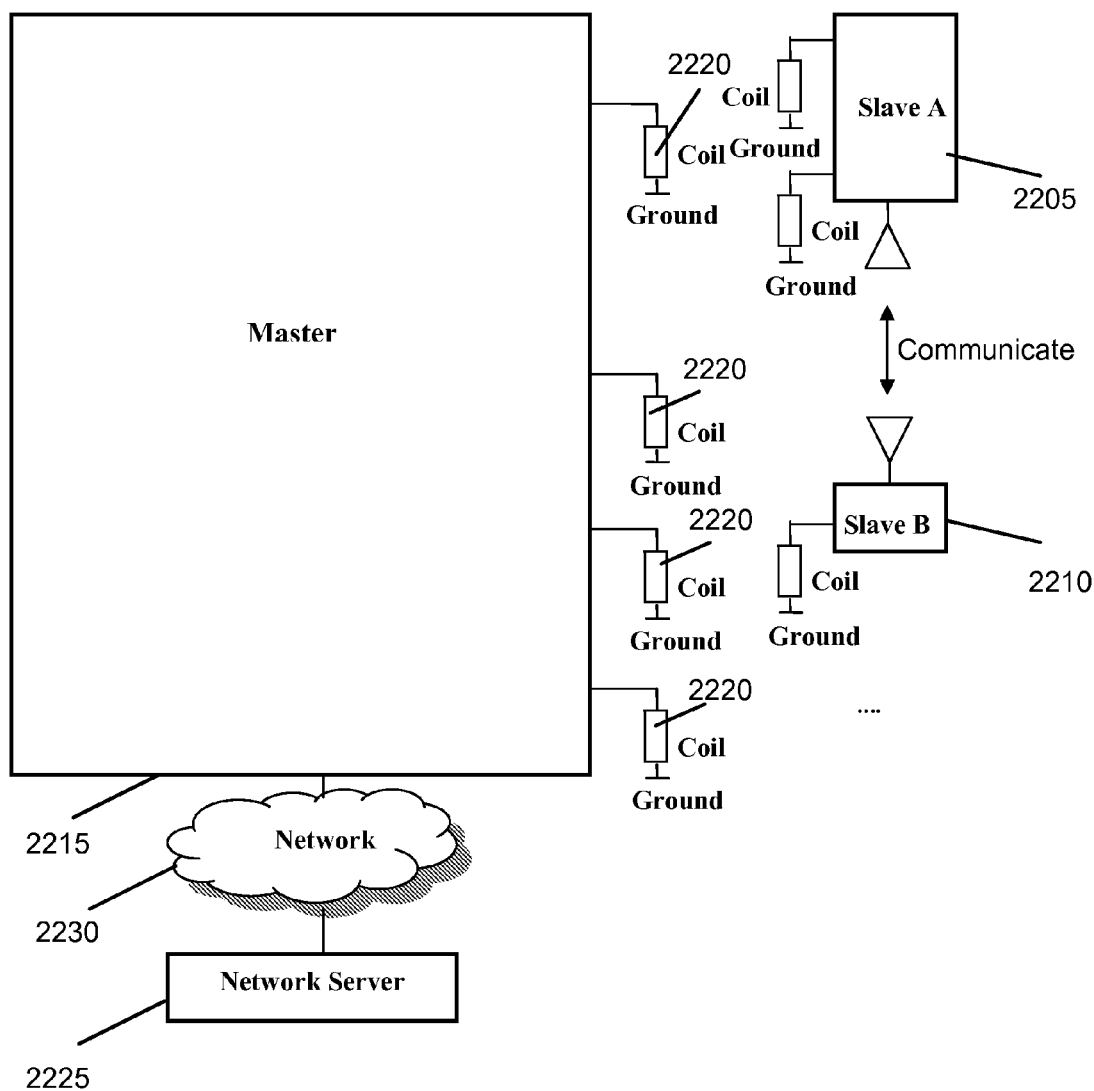 2220
Coil
Slave A
Coil
Ground
2205
Ground
Coil
Ground
Communicate
Master
2220
Coil
Ground
2220
Slave B
Coil
Coil
2210
Ground
Ground
2220
....
Coil
Ground
2215
Network
2230
Network Server
2225